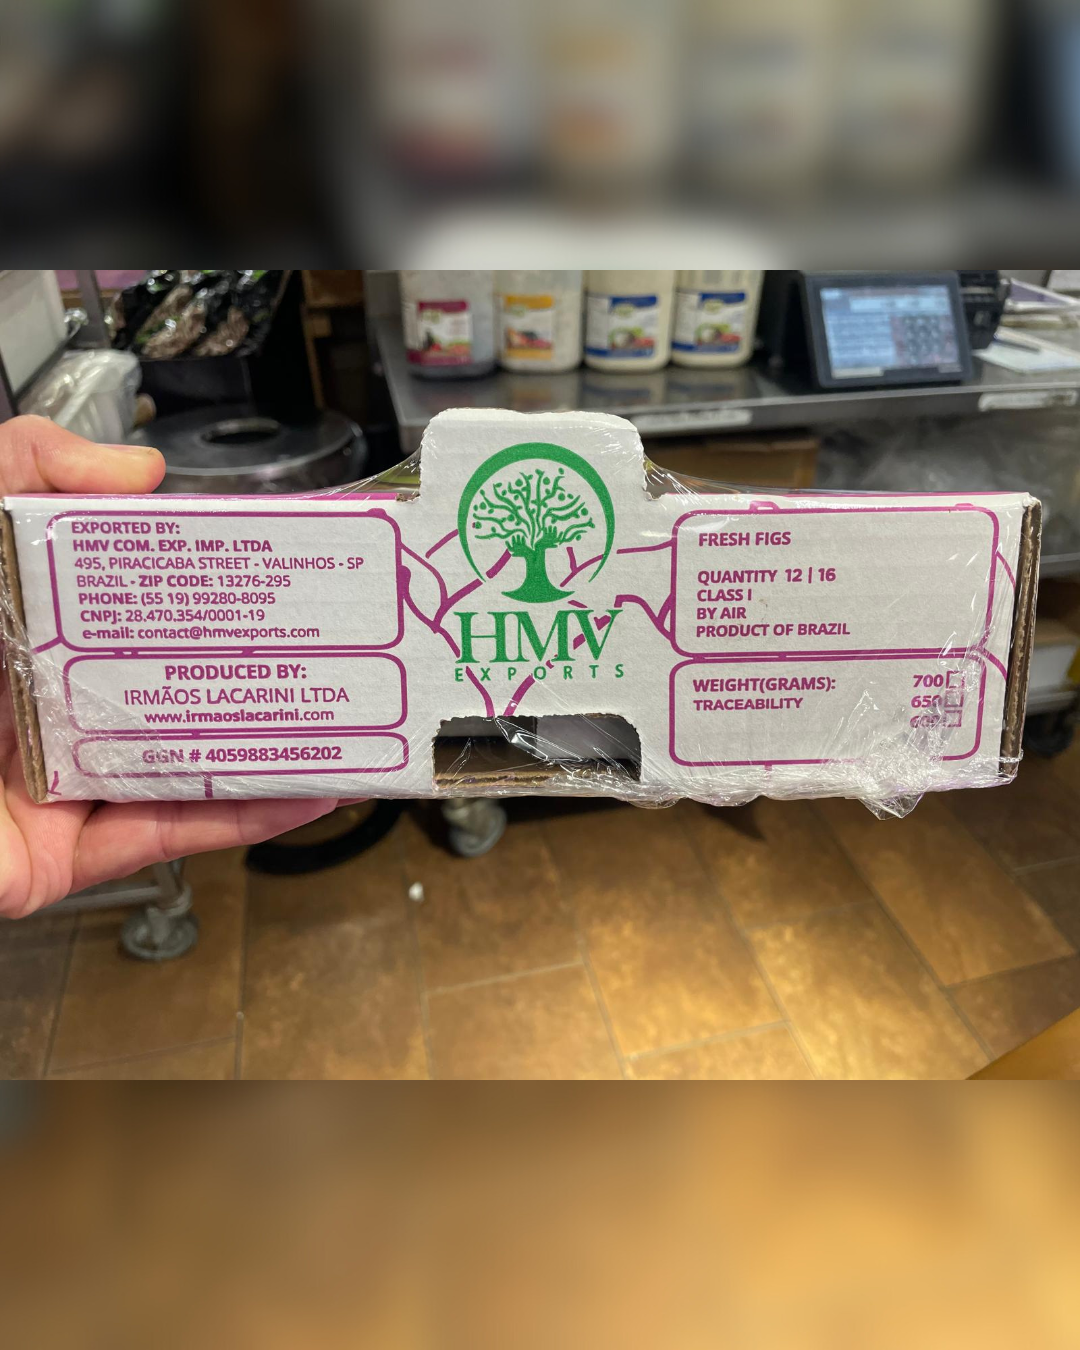 EXPORTED BY:
HMV COM. EXP. IMP. LTDA
495, PIRACICABA STREET - VALINHOS - SP
BRAZIL - ZIP CODE: 13276-295
PHONE: (55 19) 99280-8095
CNPJ: 28.470.354/0001-19
e-mail: contact@hmvexports.com
PRODUCED BY:
IRMÃOS LACARINI LTDA
www.irmaoslacarini.com
GGN # 4059883456202
HMV
EXPORTS
FRESH FIGS
QUANTITY 12 | 16
CLASS I
BY AIR
PRODUCT OF BRAZIL
WEIGHT(GRAMS):
TRACEABILITY
700
650
600